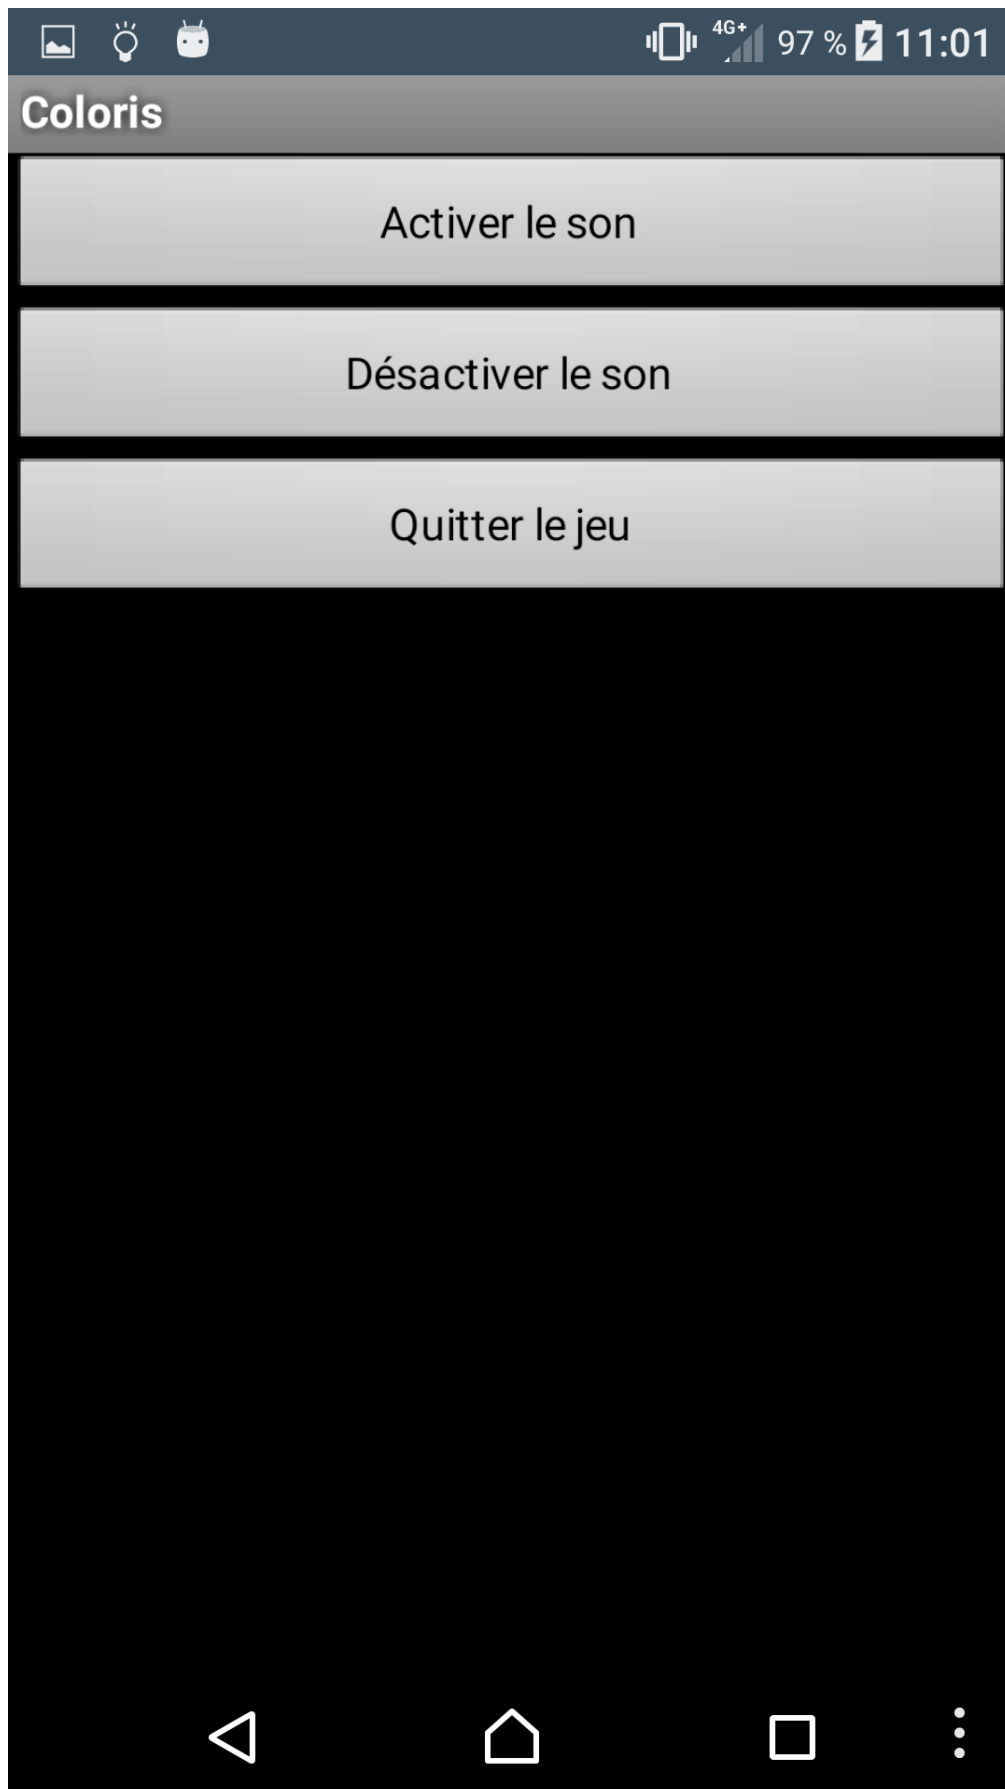 4G+ 97 % 11:01
Coloris
Activer le son
Désactiver le son
Quitter le jeu